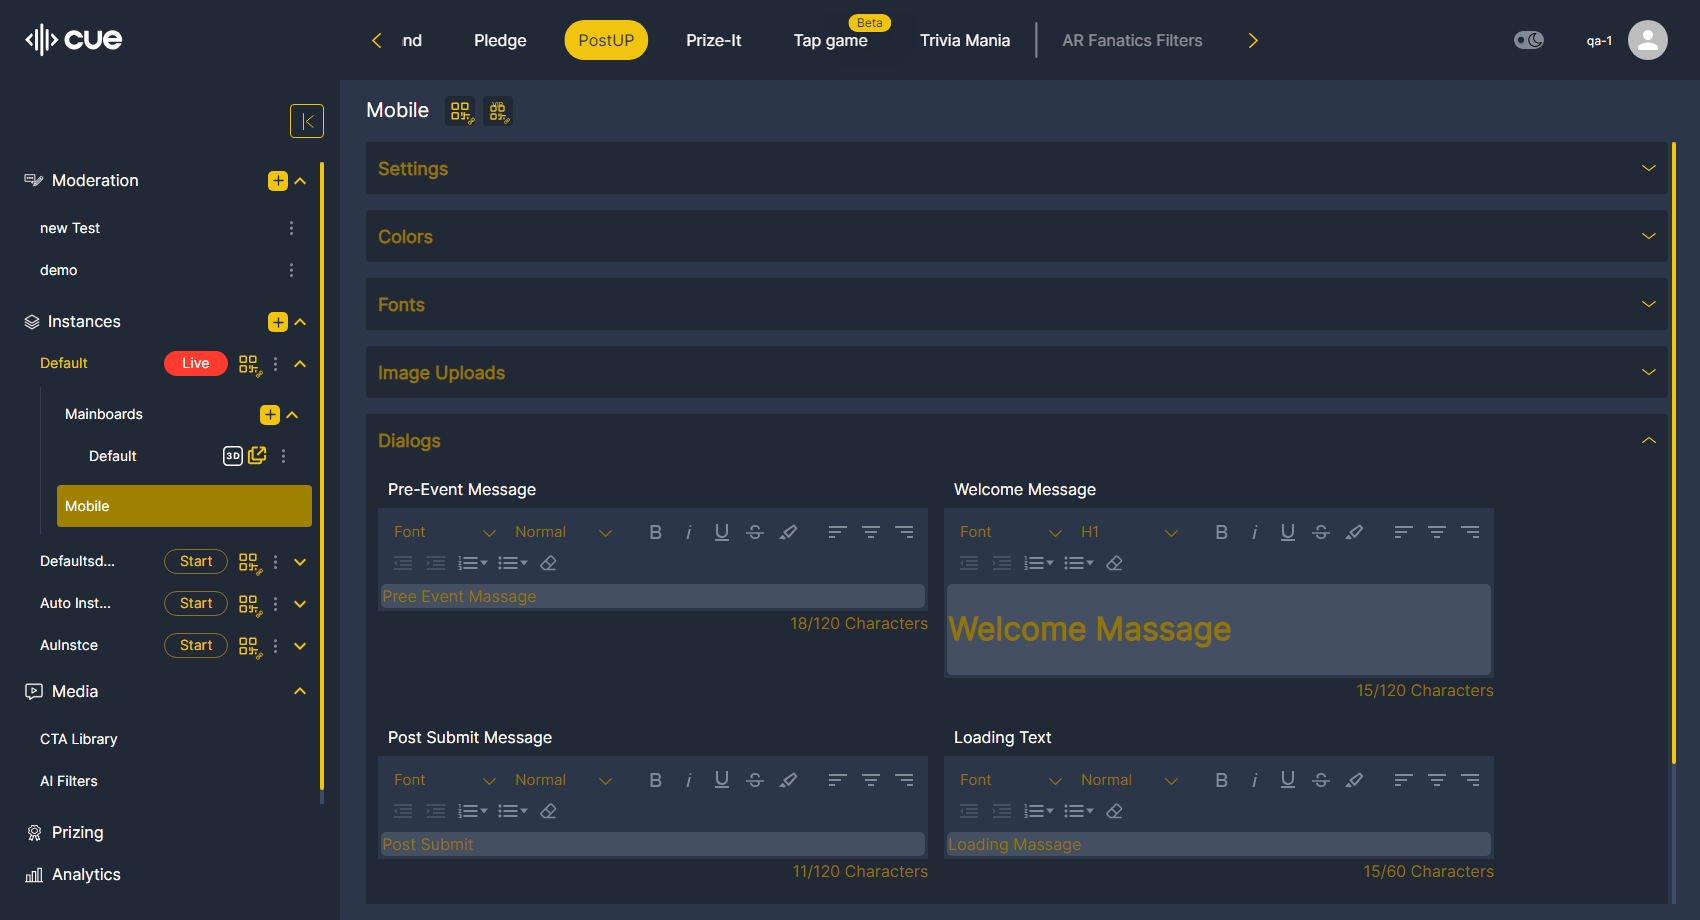 cue
nd
Pledge
PostUP
Prize-It
Beta
Tap game
Trivia Mania
AR Fanatics Filters
qa-1
Moderation
new Test
demo
Instances
Default
Live
Mainboards
Default
3D
Mobile
Defaultsd...
Start
Auto Inst...
Start
AuInstce
Start
Media
CTA Library
AI Filters
Prizing
Analytics
Mobile
VIP
Settings
Colors
Fonts
Image Uploads
Dialogs
Pre-Event Message
Font
Normal
Pree Event Massage
18/120 Characters
Welcome Message
Font
H1
Welcome Massage
15/120 Characters
Post Submit Message
Font
Normal
Post Submit
11/120 Characters
Loading Text
Font
Normal
Loading Massage
15/60 Characters